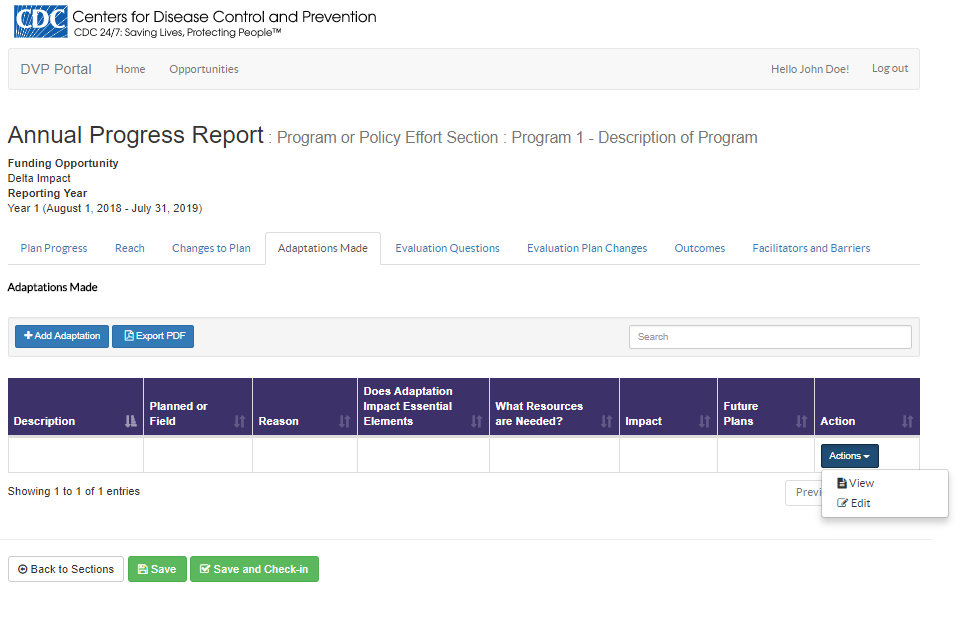 CDC Centers for Disease Control and Prevention
CDC 24/7: Saving Lives, Protecting People™
DVP Portal Home Opportunities Hello John Doe! Log out
Annual Progress Report : Program or Policy Effort Section : Program 1 - Description of Program
Funding Opportunity
Delta Impact
Reporting Year
Year 1 (August 1, 2018 - July 31, 2019)
Plan Progress Reach Changes to Plan Adaptations Made Evaluation Questions Evaluation Plan Changes Outcomes Facilitators and Barriers
Adaptations Made
Add Adaptation Export PDF Search
Description
Planned or
Field
Reason
Does Adaptation
Impact Essential
Elements
What Resources
are Needed?
Impact
Future
Plans
Action
Actions
View
Edit
Showing 1 to 1 of 1 entries
Back to Sections Save Save and Check-in